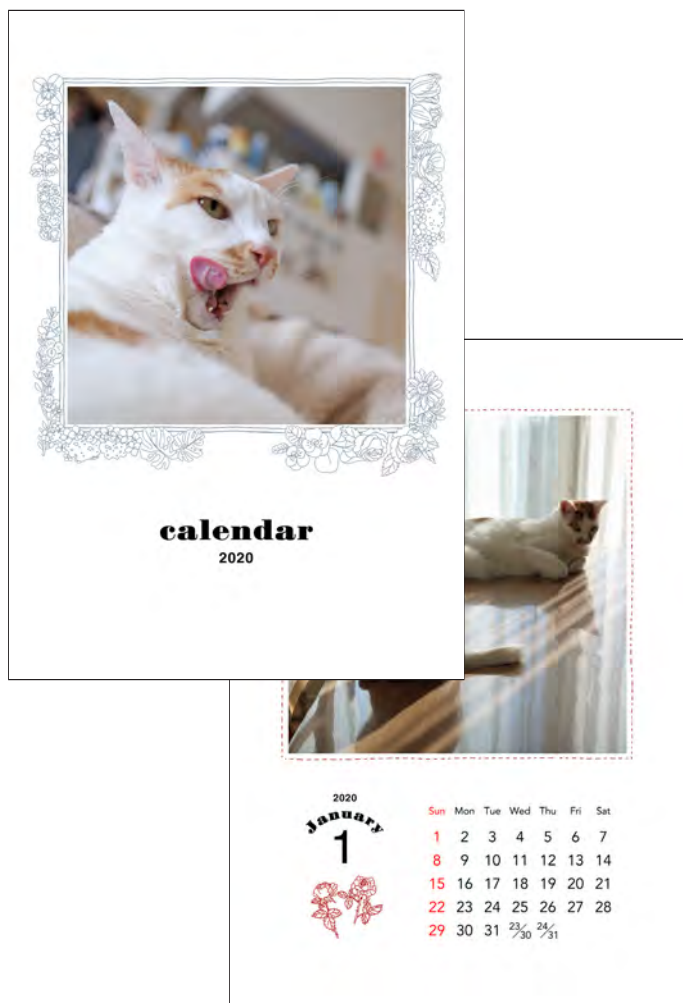 calendar
2020
2020
January
1
Sun Mon Tue Wed Thu Fri Sat
1 2 3 4 5 6 7
8 9 10 11 12 13 14
15 16 17 18 19 20 21
22 23 24 25 26 27 28
29 30 31 23/30 24/31